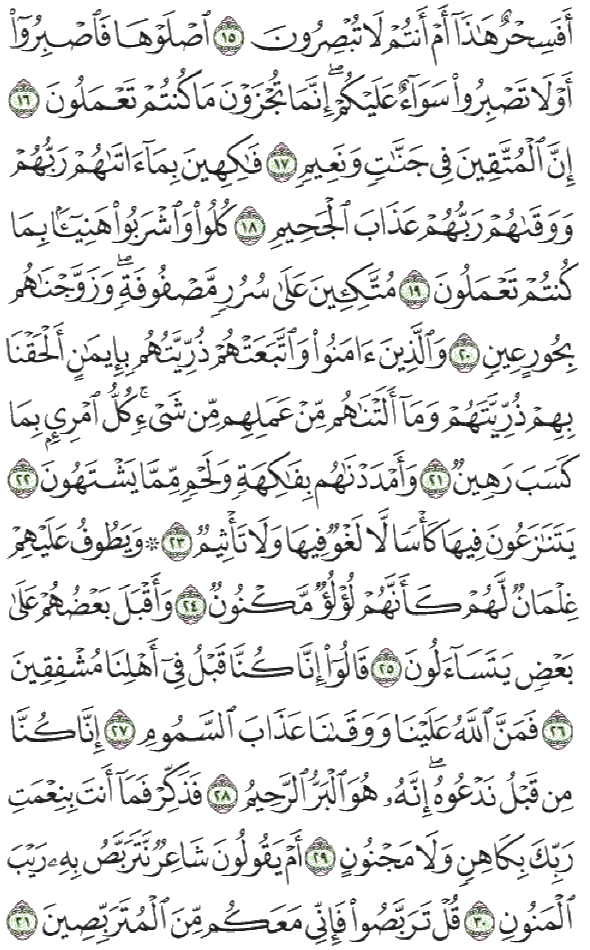 أَفَسِحْرٌ هَٰذَآ أَمْ أَنتُمْ لَا تُبْصِرُونَ ١٥ ٱصْلَوْهَا فَٱصْبِرُوٓا۟
أَوْ لَا تَصْبِرُوا۟ سَوَآءٌ عَلَيْكُمْ ۖ إِنَّمَا تُجْزَوْنَ مَا كُنتُمْ تَعْمَلُونَ ١٦
إِنَّ ٱلْمُتَّقِينَ فِى جَنَّٰتٍ وَنَعِيمٍ ١٧ فَٰكِهِينَ بِمَآ ءَاتَىٰهُمْ رَبُّهُمْ
وَوَقَىٰهُمْ رَبُّهُمْ عَذَابَ ٱلْجَحِيمِ ١٨ كُلُوا۟ وَٱشْرَبُوا۟ هَنِيٓـًٔۢا بِمَا
كُنتُمْ تَعْمَلُونَ ١٩ مُتَّكِـِٔينَ عَلَىٰ سُرُرٍ مَّصْفُوفَةٍ ۖ وَزَوَّجْنَٰهُم
بِحُورٍ عِينٍ ٢٠ وَٱلَّذِينَ ءَامَنُوا۟ وَٱتَّبَعَتْهُمْ ذُرِّيَّتُهُم بِإِيمَٰنٍ أَلْحَقْنَا
بِهِمْ ذُرِّيَّتَهُمْ وَمَآ أَلَتْنَٰهُم مِّنْ عَمَلِهِم مِّن شَىْءٍ ۚ كُلُّ ٱمْرِئٍۭ بِمَا
كَسَبَ رَهِينٌ ٢١ وَأَمْدَدْنَٰهُم بِفَٰكِهَةٍ وَلَحْمٍ مِّمَّا يَشْتَهُونَ ٢٢
يَتَنَٰزَعُونَ فِيهَا كَأْسًا لَّا لَغْوٌ فِيهَا وَلَا تَأْثِيمٌ ٢٣ ۞ وَيَطُوفُ عَلَيْهِمْ
غِلْمَانٌ لَّهُمْ كَأَنَّهُمْ لُؤْلُؤٌ مَّكْنُونٌ ٢٤ وَأَقْبَلَ بَعْضُهُمْ عَلَىٰ
بَعْضٍ يَتَسَآءَلُونَ ٢٥ قَالُوٓا۟ إِنَّا كُنَّا قَبْلُ فِىٓ أَهْلِنَا مُشْفِقِينَ
٢٦ فَمَنَّ ٱللَّهُ عَلَيْنَا وَوَقَىٰنَا عَذَابَ ٱلسَّمُومِ ٢٧ إِنَّا كُنَّا
مِن قَبْلُ نَدْعُوهُ ۖ إِنَّهُۥ هُوَ ٱلْبَرُّ ٱلرَّحِيمُ ٢٨ فَذَكِّرْ فَمَآ أَنتَ بِنِعْمَتِ
رَبِّكَ بِكَاهِنٍ وَلَا مَجْنُونٍ ٢٩ أَمْ يَقُولُونَ شَاعِرٌ نَّتَرَبَّصُ بِهِۦ رَيْبَ
ٱلْمَنُونِ ٣٠ قُلْ تَرَبَّصُوا۟ فَإِنِّى مَعَكُم مِّنَ ٱلْمُتَرَبِّصِينَ ٣١